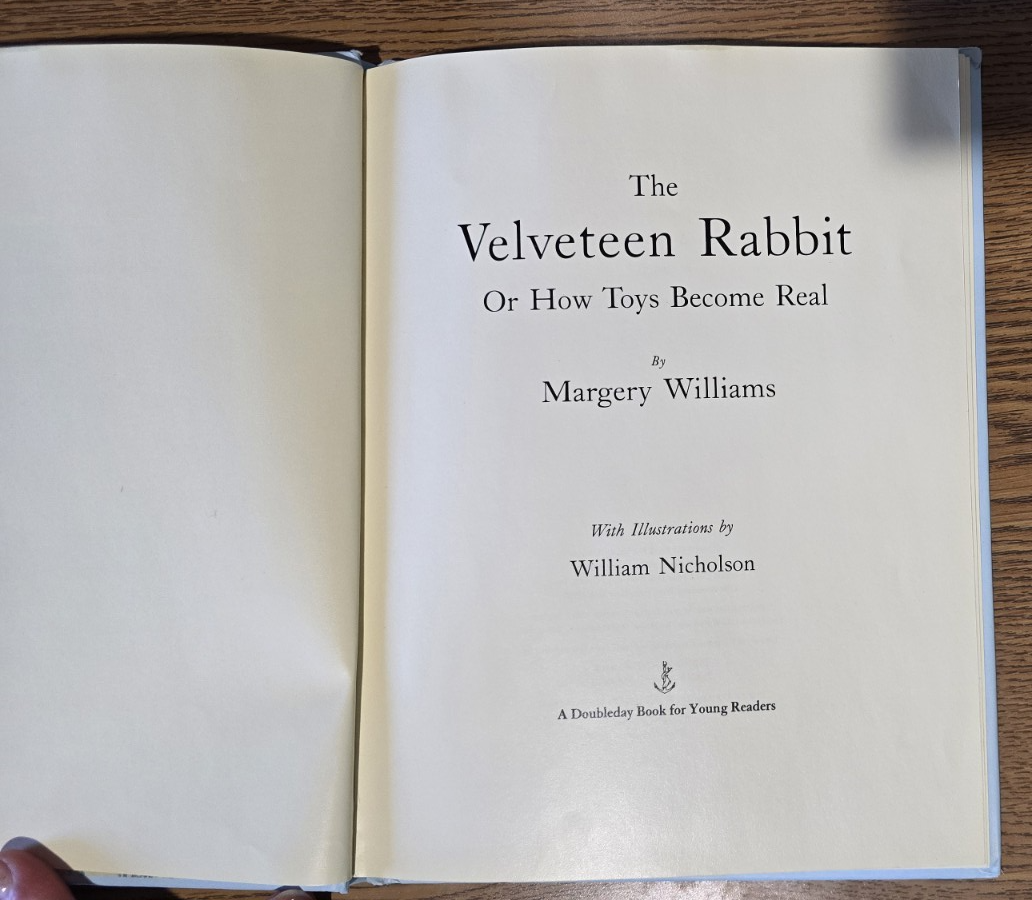 The
Velveteen Rabbit
Or How Toys Become Real
By
Margery Williams
With Illustrations by
William Nicholson
A Doubleday Book for Young Readers